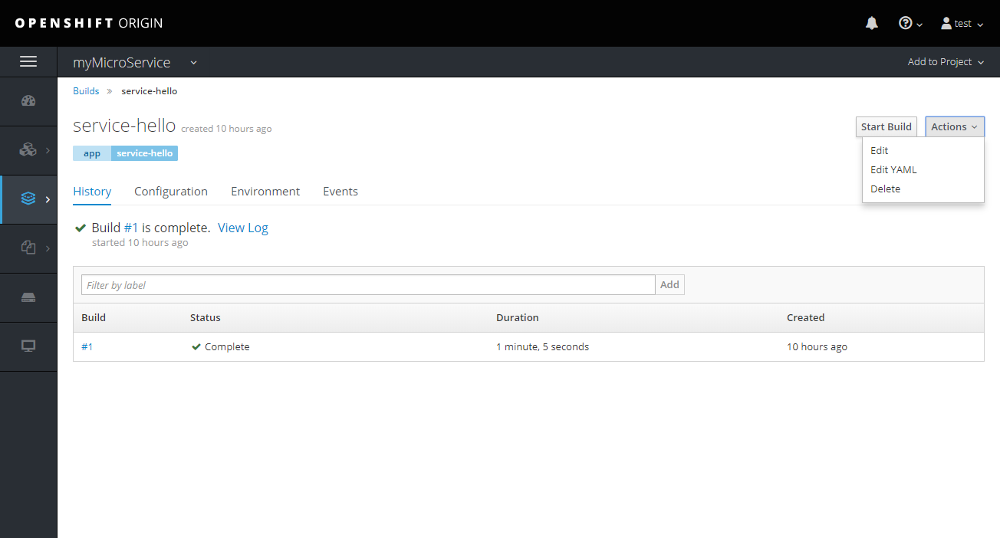 OPENSHIFT ORIGIN
test
myMicroService
Add to Project
Builds » service-hello
service-hello created 10 hours ago
Start Build
Actions
app service-hello
Edit
Edit YAML
Delete
History Configuration Environment Events
Build #1 is complete. View Log
started 10 hours ago
Filter by label
Add
Build Status Duration Created
#1 Complete 1 minute, 5 seconds 10 hours ago